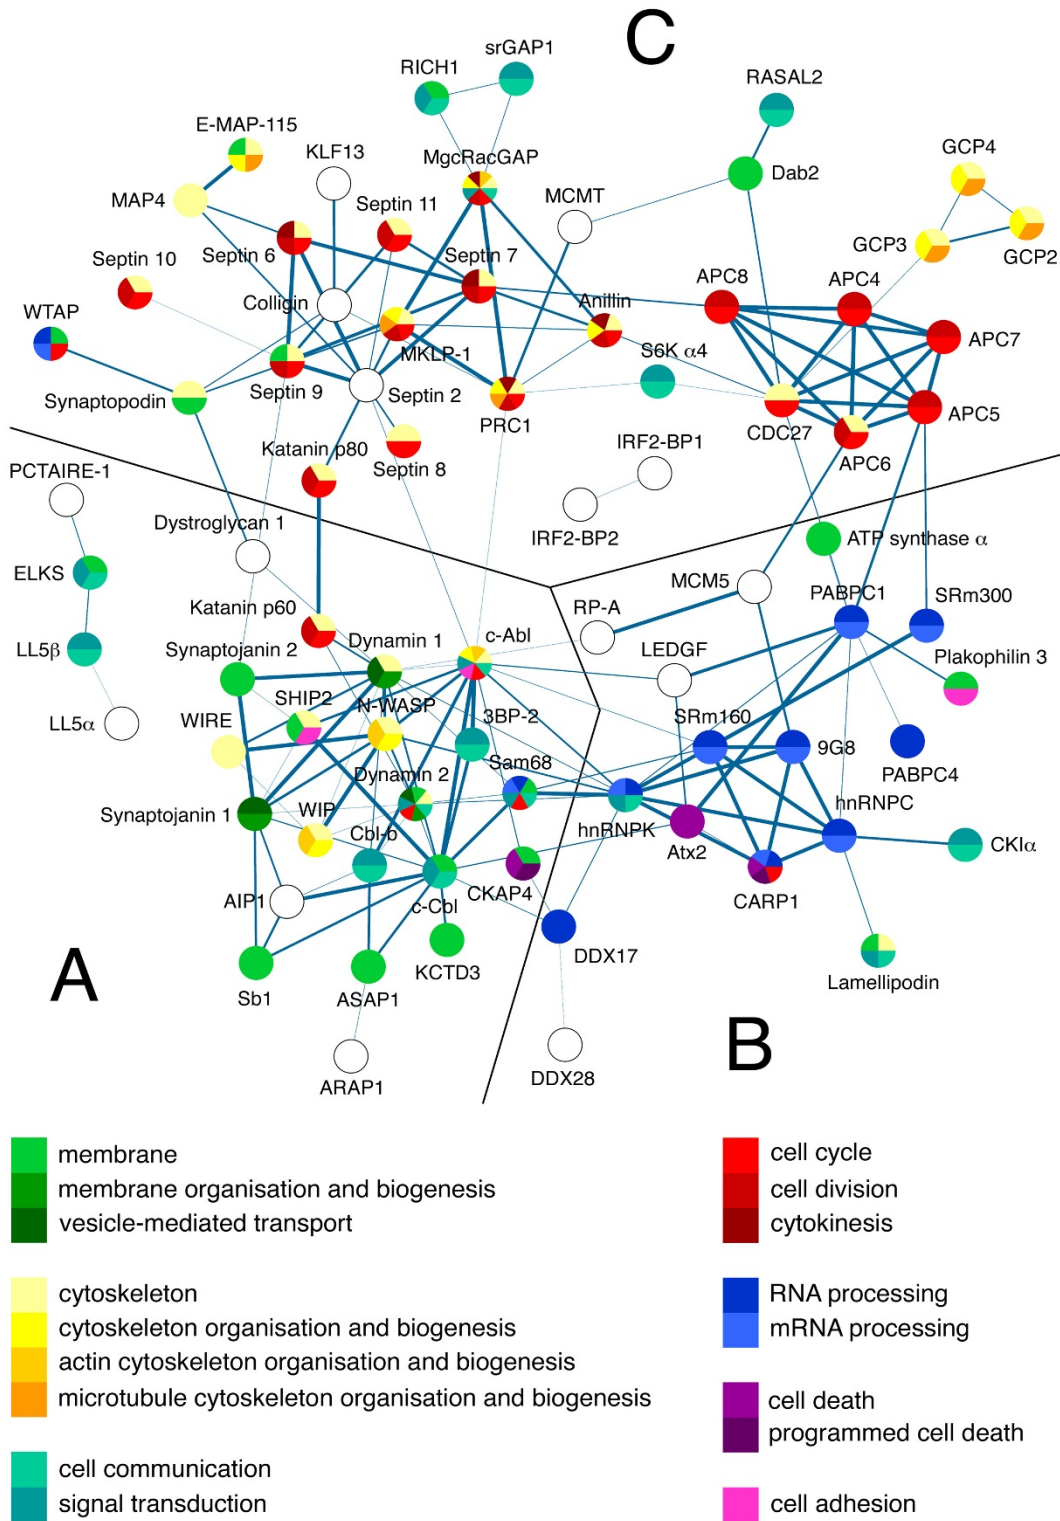 C
srGAP1
RICH1
RASAL2
E-MAP-115
KLF13
MgcRacGAP
GCP4
Dab2
MAP4
Septin 11
MCMT
Septin 6
Septin 7
GCP3
GCP2
Septin 10
APC8
APC4
Colligin
Anillin
WTAP
MKLP-1
S6K α4
APC7
Septin 9
Septin 2
Synaptopodin
PRC1
CDC27
APC5
Katanin p80
Septin 8
IRF2-BP1
APC6
PCTAIRE-1
Dystroglycan 1
IRF2-BP2
ATP synthase α
ELKS
MCM5
PABPC1
SRm300
Katanin p60
Dynamin 1
c-Abl
RP-A
LL5β
Synaptojanin 2
LEDGF
Plakophilin 3
SHIP2
N-WASP
3BP-2
LL5α
WIRE
SRm160
9G8
Sam68
PABPC4
Dynamin 2
Synaptojanin 1
WIP
Cbl-b
hnRNPK
Atx2
hnRNPC
CKIα
AIP1
c-Cbl
CKAP4
CARP1
A
Sb1
ASAP1
KCTD3
DDX17
Lamellipodin
B
ARAP1
DDX28
membrane
membrane organisation and biogenesis
vesicle-mediated transport
cytoskeleton
cytoskeleton organisation and biogenesis
actin cytoskeleton organisation and biogenesis
microtubule cytoskeleton organisation and biogenesis
cell communication
signal transduction
cell cycle
cell division
cytokinesis
RNA processing
mRNA processing
cell death
programmed cell death
cell adhesion